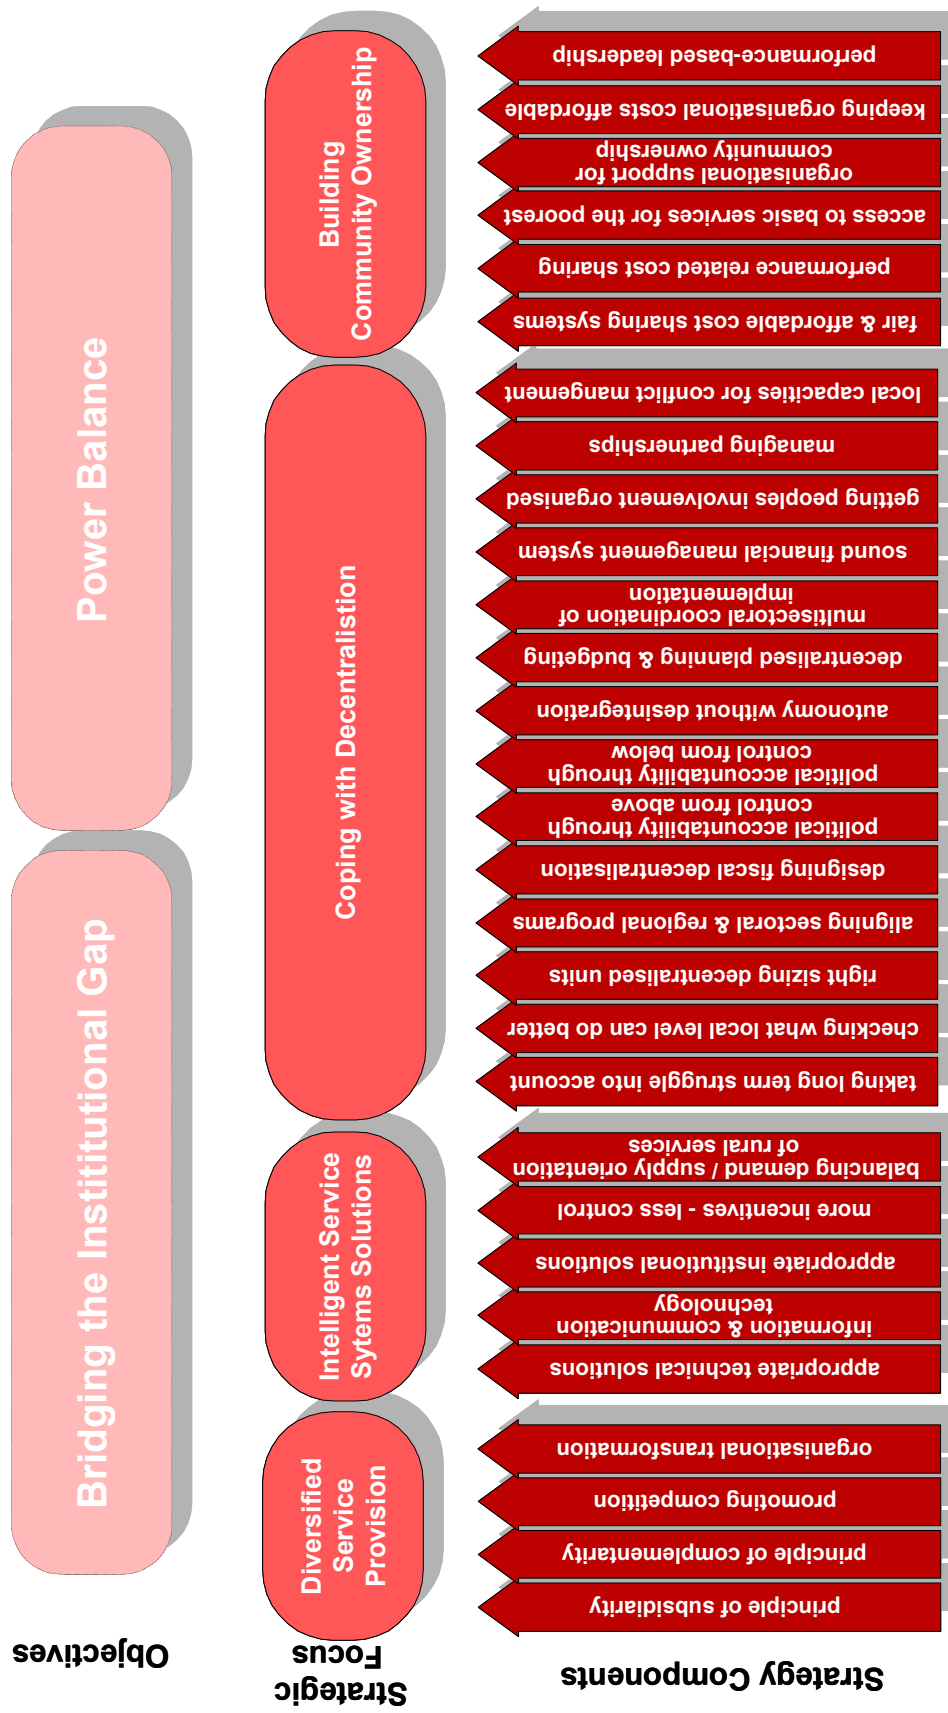 Strategy Components
principle of subsidiarity
principle of complementarity
promoting competition
organisational transformation
appropriate technical solutions
information & communication
technology
appropriate institutional solutions
more incentives - less control
balancing demand / supply orientation
of rural services
taking long term struggle into account
checking what local level can do better
right sizing decentralised units
aligning sectoral & regional programs
designing fiscal decentralisation
political accountability through
control from above
political accountability through
control from below
autonomy without desintegration
decentralised planning & budgeting
multisectoral coordination of
implementation
sound financial management system
getting peoples involvement organised
managing partnerships
local capacities for conflict mangement
fair & affordable cost sharing systems
performance related cost sharing
access to basic services for the poorest
organisational support for
community ownership
keeping organisational costs affordable
performance-based leadership
Strategic
Focus
Diversified
Service
Provision
Intelligent Service
Sytems Solutions
Coping with Decentralistion
Building
Community Ownership
Objectives
Bridging the Instititutional Gap
Power Balance